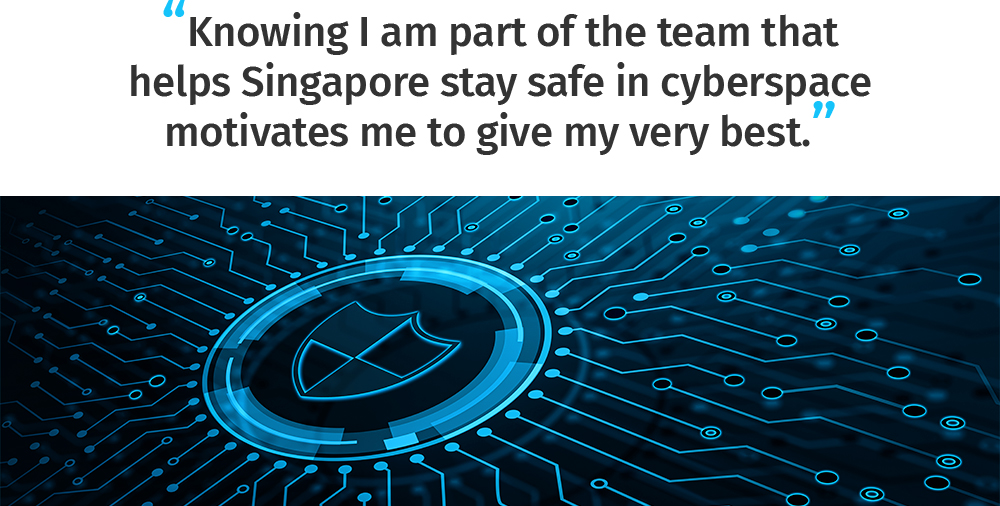 “Knowing I am part of the team that
helps Singapore stay safe in cyberspace
motivates me to give my very best.”